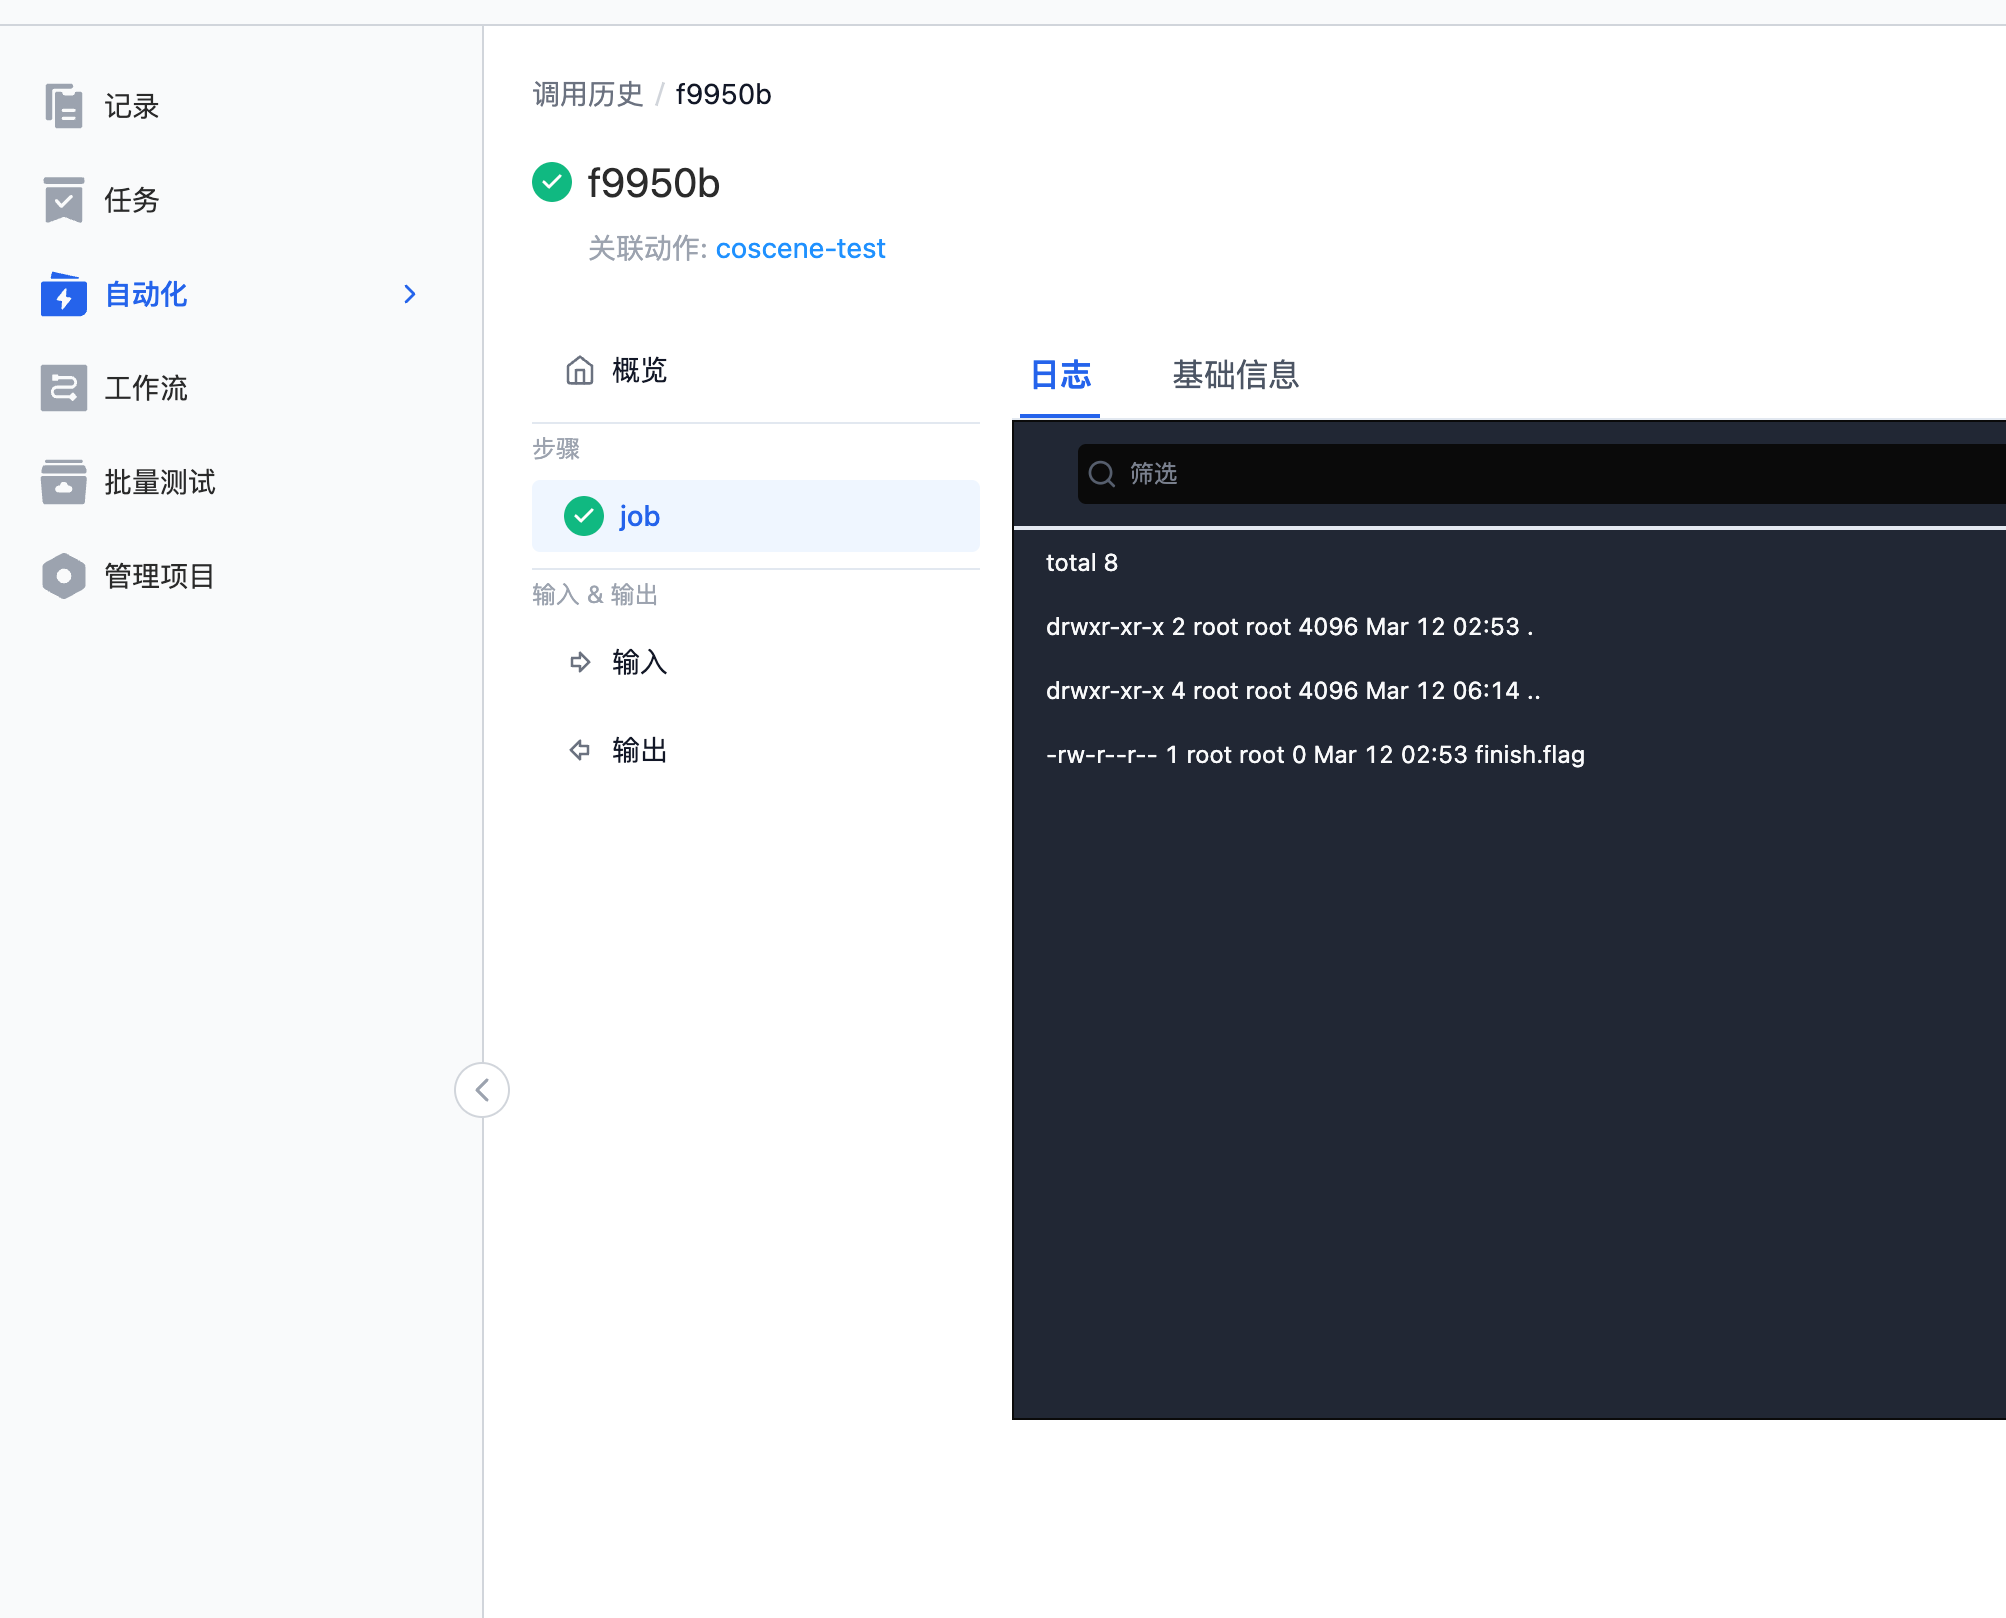 记录
任务
自动化
工作流
批量测试
管理项目
调用历史 / f9950b
f9950b
关联动作: coscene-test
概览
步骤
job
输入 & 输出
输入
输出
日志 基础信息
筛选
total 8
drwxr-xr-x 2 root root 4096 Mar 12 02:53 .
drwxr-xr-x 4 root root 4096 Mar 12 06:14 ..
-rw-r--r-- 1 root root 0 Mar 12 02:53 finish.flag